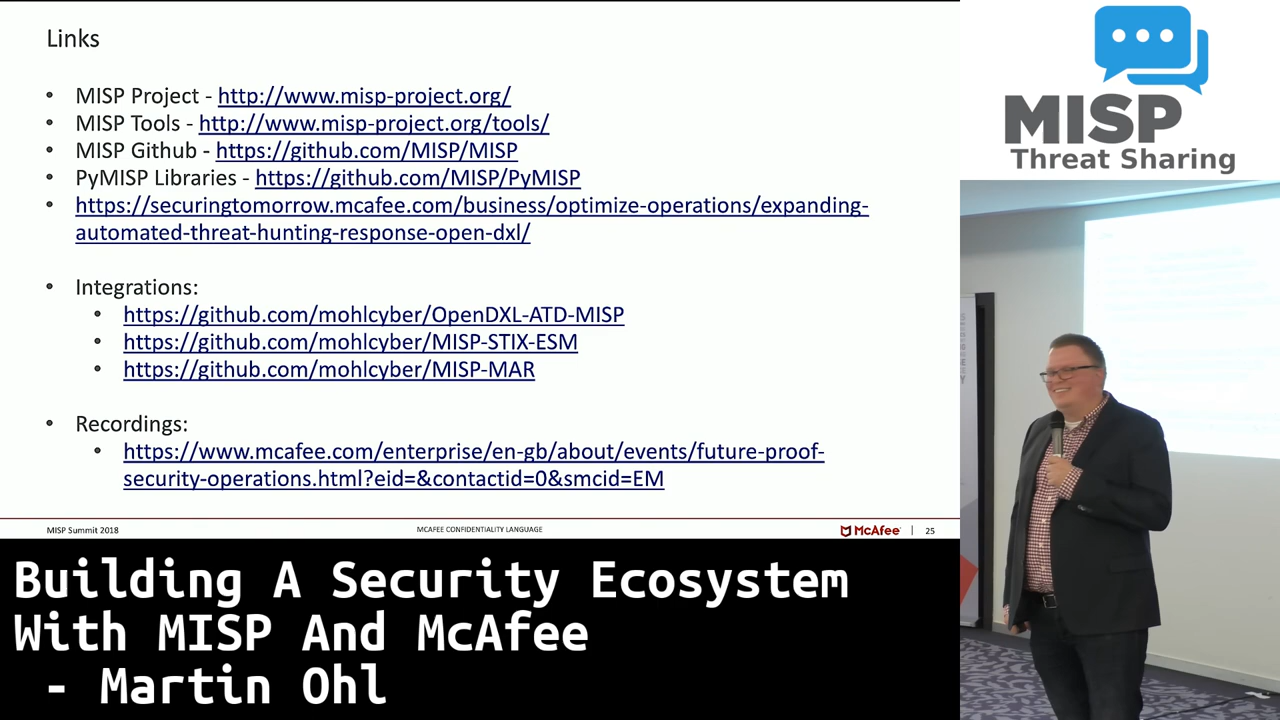 Links
• MISP Project - http://www.misp-project.org/
• MISP Tools - http://www.misp-project.org/tools/
• MISP Github - https://github.com/MISP/MISP
• PyMISP Libraries - https://github.com/MISP/PyMISP
• https://securingtomorrow.mcafee.com/business/optimize-operations/expanding-
automated-threat-hunting-response-open-dxl/
• Integrations:
• https://github.com/mohlcyber/OpenDXL-ATD-MISP
• https://github.com/mohlcyber/MISP-STIX-ESM
• https://github.com/mohlcyber/MISP-MAR
• Recordings:
• https://www.mcafee.com/enterprise/en-gb/about/events/future-proof-
security-operations.html?eid=&contactid=0&smcid=EM
MISP Summit 2018
MCAFEE CONFIDENTIALITY LANGUAGE
McAfee | 25
MISP
Threat Sharing
Building A Security Ecosystem
With MISP And McAfee
- Martin Ohl